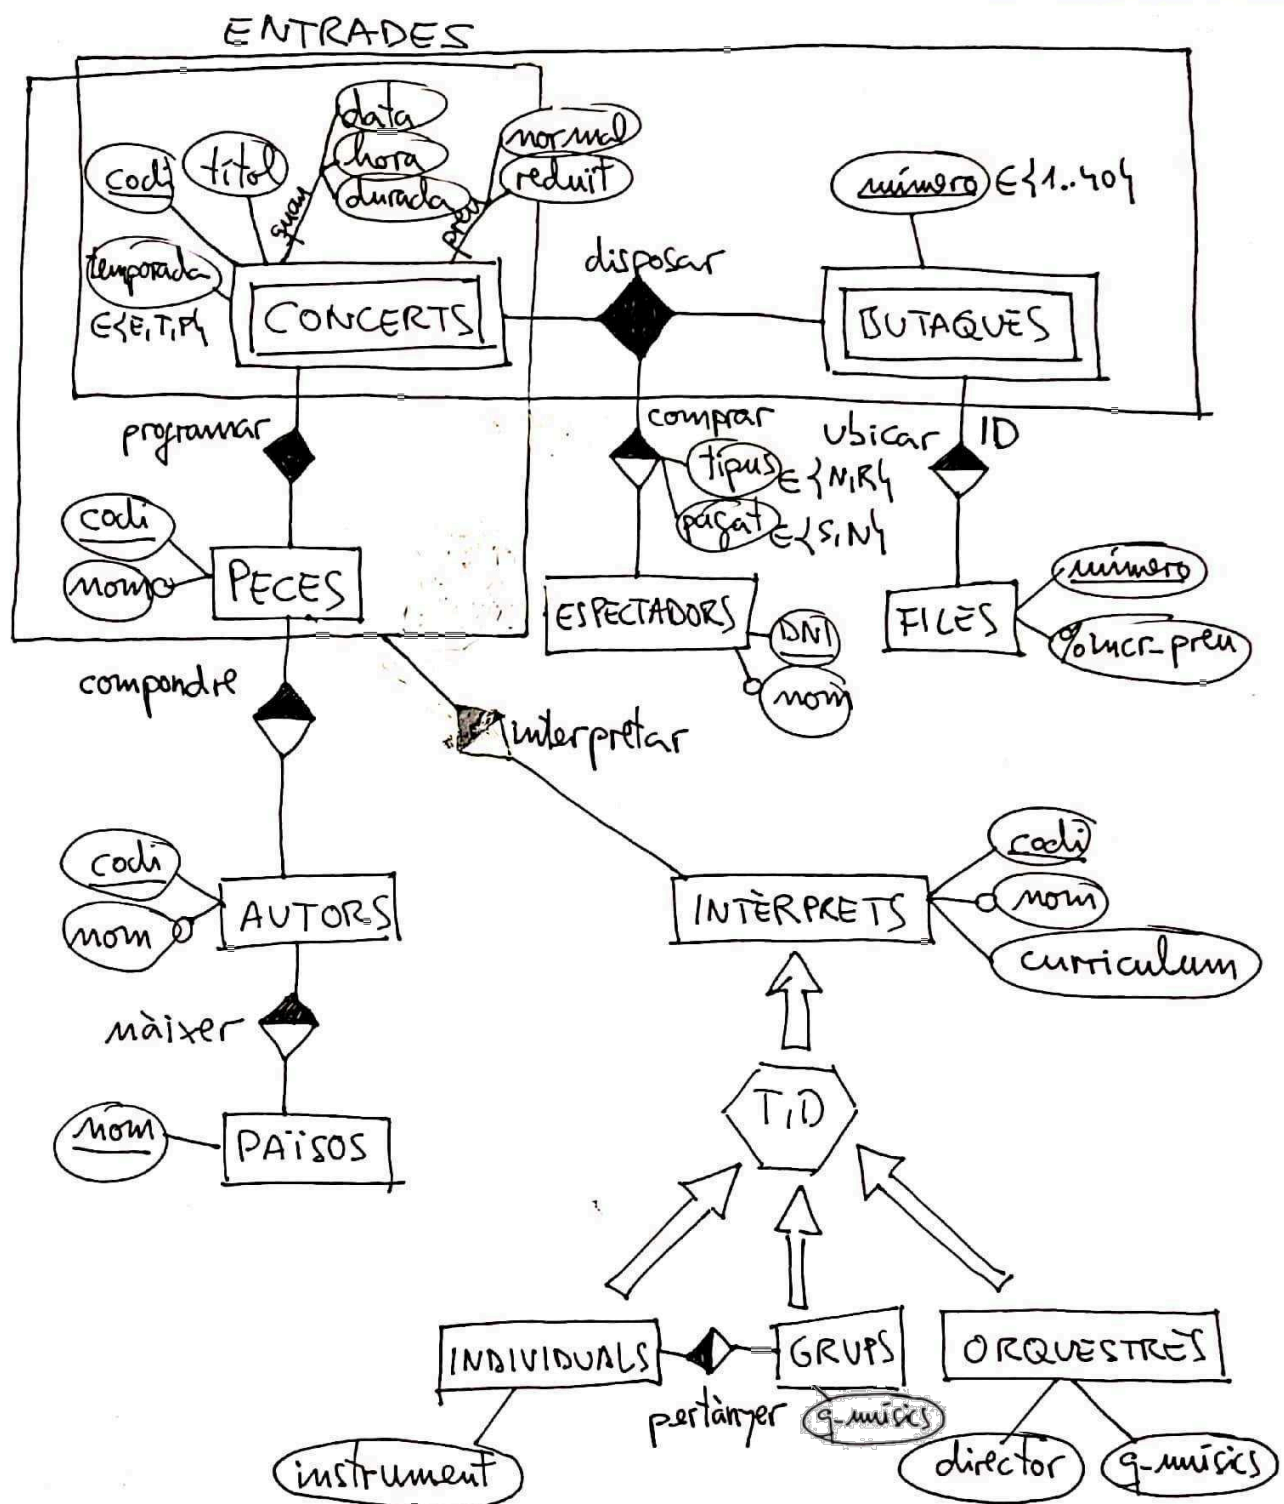 ENTRADES
data
hora
durada
normal
reduït
codi
títol
quan
preu
número ∈{1..40}
temporada
∈{E,T,P}
CONCERTS
disposar
BUTAQUES
programar
comprar
ubicar
ID
tipus ∈{N,R}
pagat ∈{S,N}
codi
nom
PECES
ESPECTADORS
DNI
nom
FILES
número
%incr_preu
compondre
interpretar
codi
nom
AUTORS
INTÈRPRETS
codi
nom
curriculum
nàixer
nom
PAÏSOS
T,D
INDIVIDUALS
GRUPS
ORQUESTRES
pertànyer
q_músics
instrument
director
q_músics